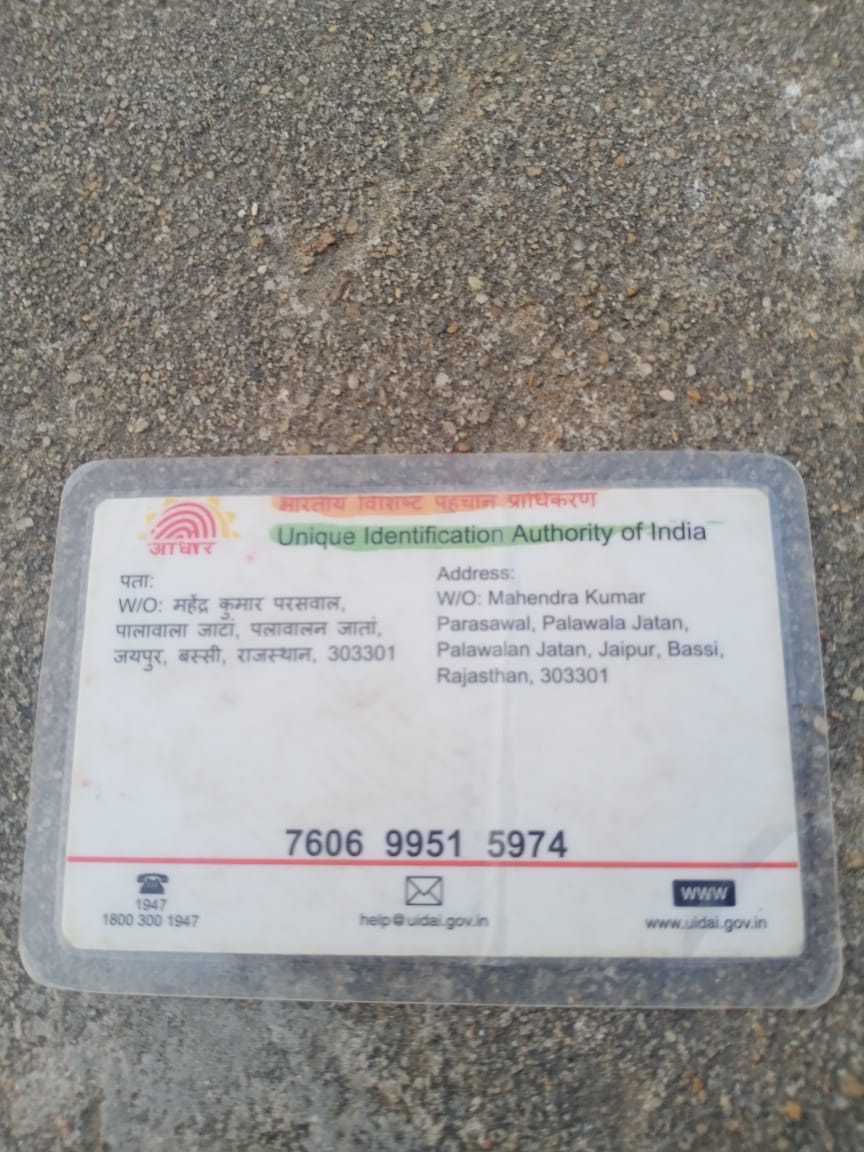 भारतीय विशिष्ट पहचान प्राधिकरण
Unique Identification Authority of India
आधार
पता:
W/O: महेंद्र कुमार परसवाल,
पालावाला जाटों, पलावालन जातां,
जयपुर, बस्सी, राजस्थान, 303301
Address:
W/O: Mahendra Kumar
Parasawal, Palawala Jatan,
Palawalan Jatan, Jaipur, Bassi,
Rajasthan, 303301
7606 9951 5974
1947
1800 300 1947
help@uidai.gov.in
www
www.uidai.gov.in